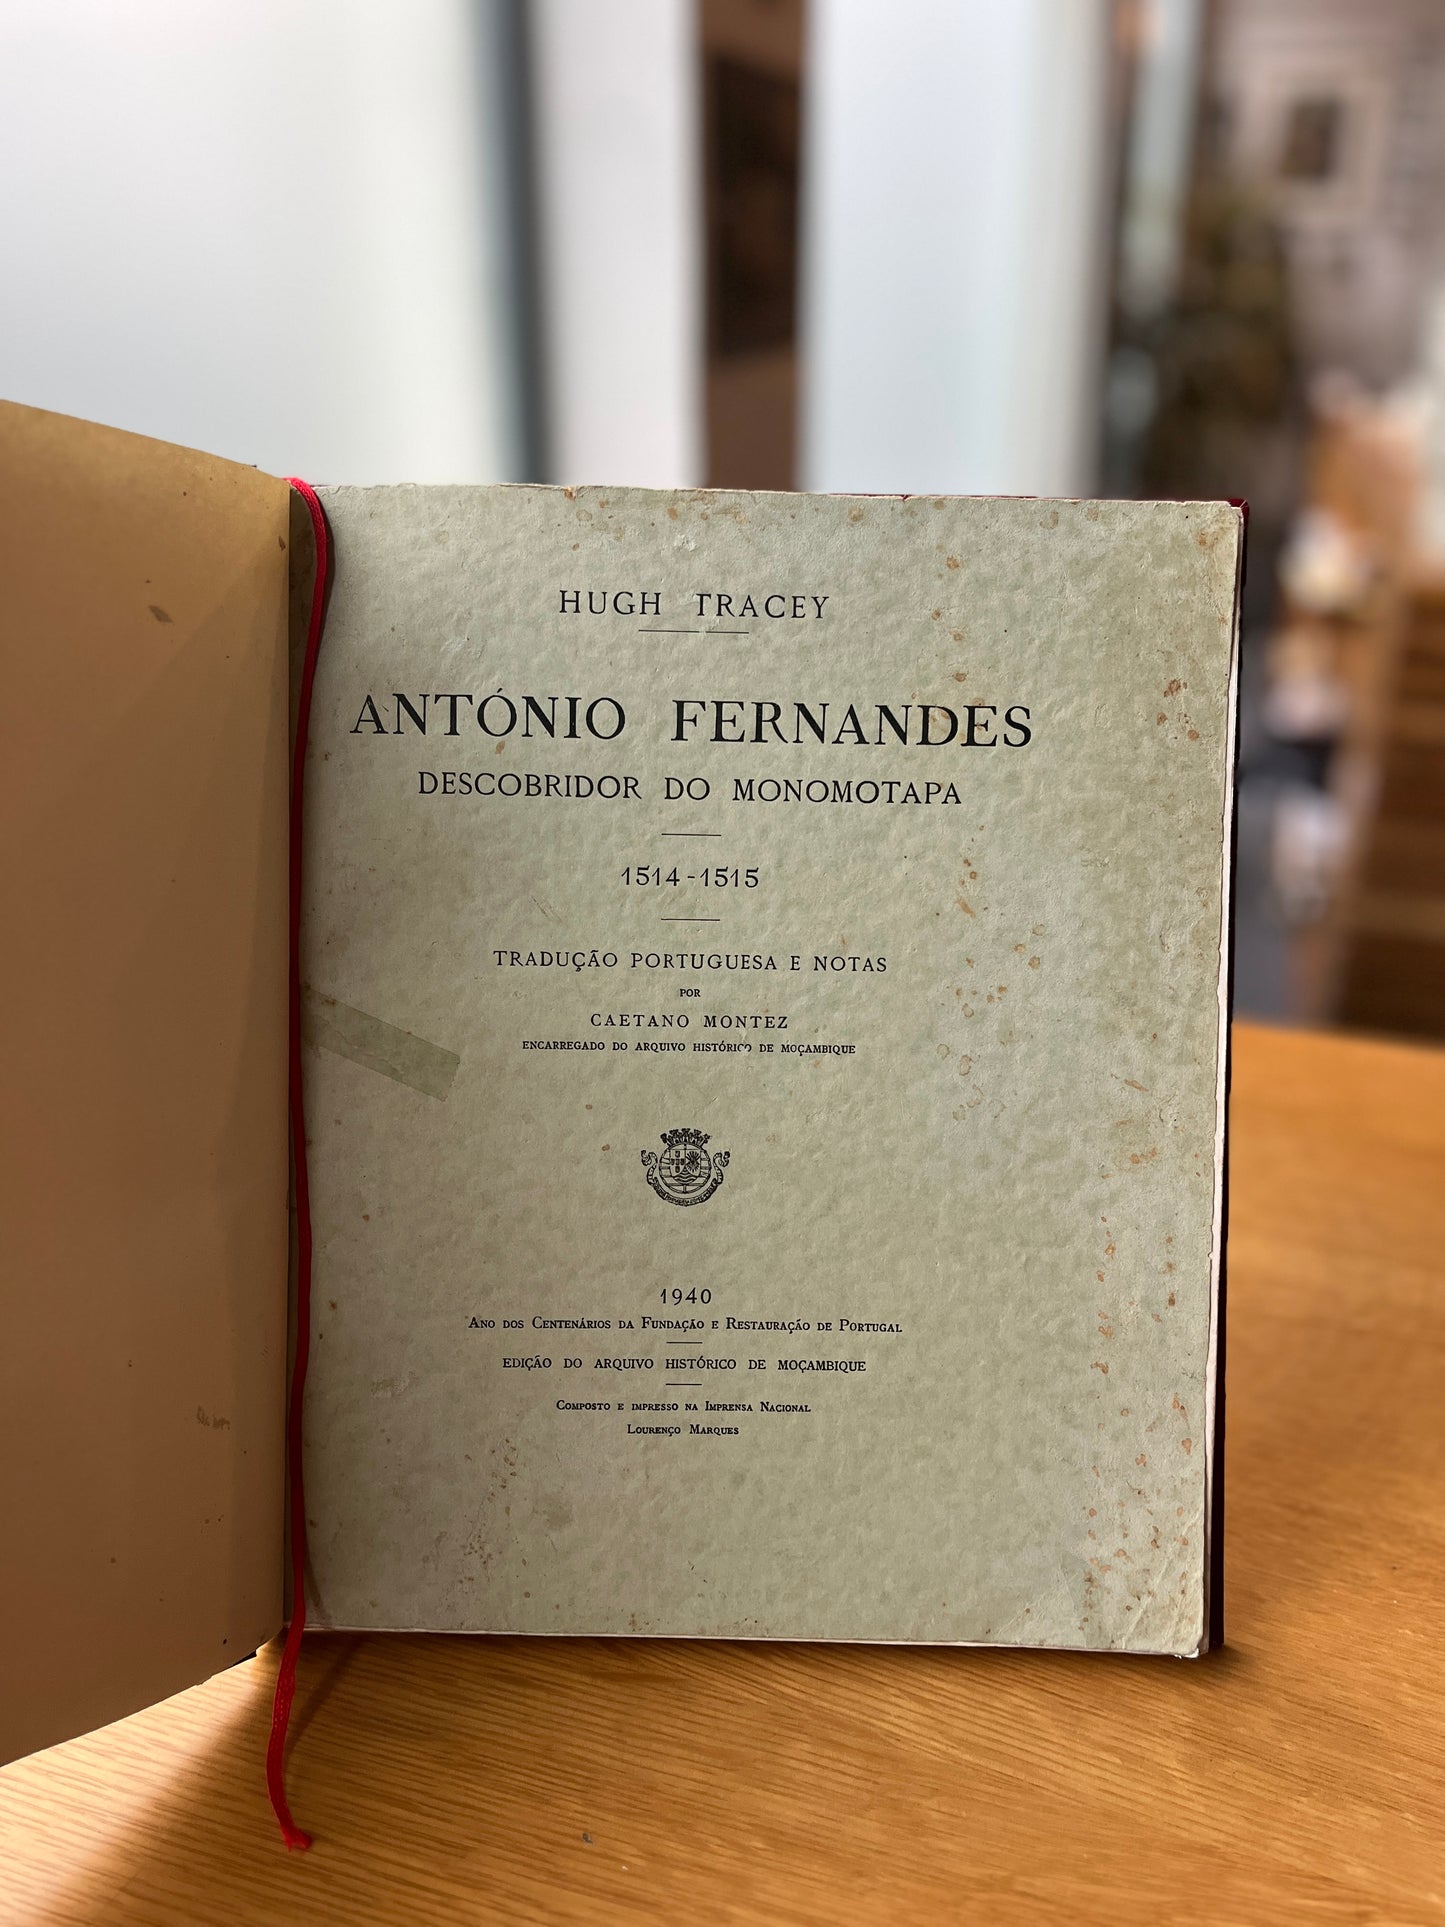 HUGH TRACEY
ANTÓNIO FERNANDES
DESCOBRIDOR DO MONOMOTAPA
1514-1515
TRADUÇÃO PORTUGUESA E NOTAS
POR
CAETANO MONTEZ
ENCARREGADO DO ARQUIVO HISTÓRICO DE MOÇAMBIQUE
1940
ANO DOS CENTENÁRIOS DA FUNDAÇÃO E RESTAURAÇÃO DE PORTUGAL
EDIÇÃO DO ARQUIVO HISTÓRICO DE MOÇAMBIQUE
COMPOSTO E IMPRESSO NA IMPRENSA NACIONAL
LOURENÇO MARQUES